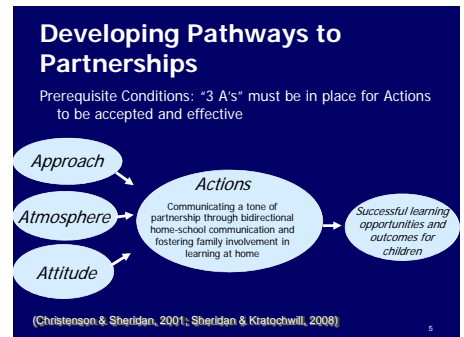 Developing Pathways to
Partnerships
Prerequisite Conditions: "3 A's" must be in place for Actions
to be accepted and effective
Approach
Atmosphere
Attitude
Actions
Communicating a tone of
partnership through bidirectional
home-school communication and
fostering family involvement in
learning at home
Successful learning
opportunities and
outcomes for
children
(Christenson & Sheridan, 2001; Sheridan & Kratochwill, 2008)
5